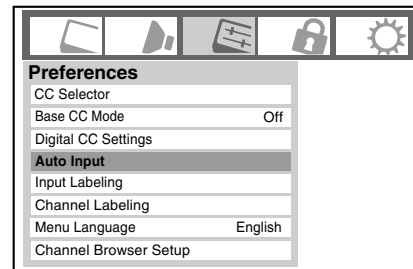 Preferences
CC Selector
Base CC Mode Off
Digital CC Settings
Auto Input
Input Labeling
Channel Labeling
Menu Language English
Channel Browser Setup